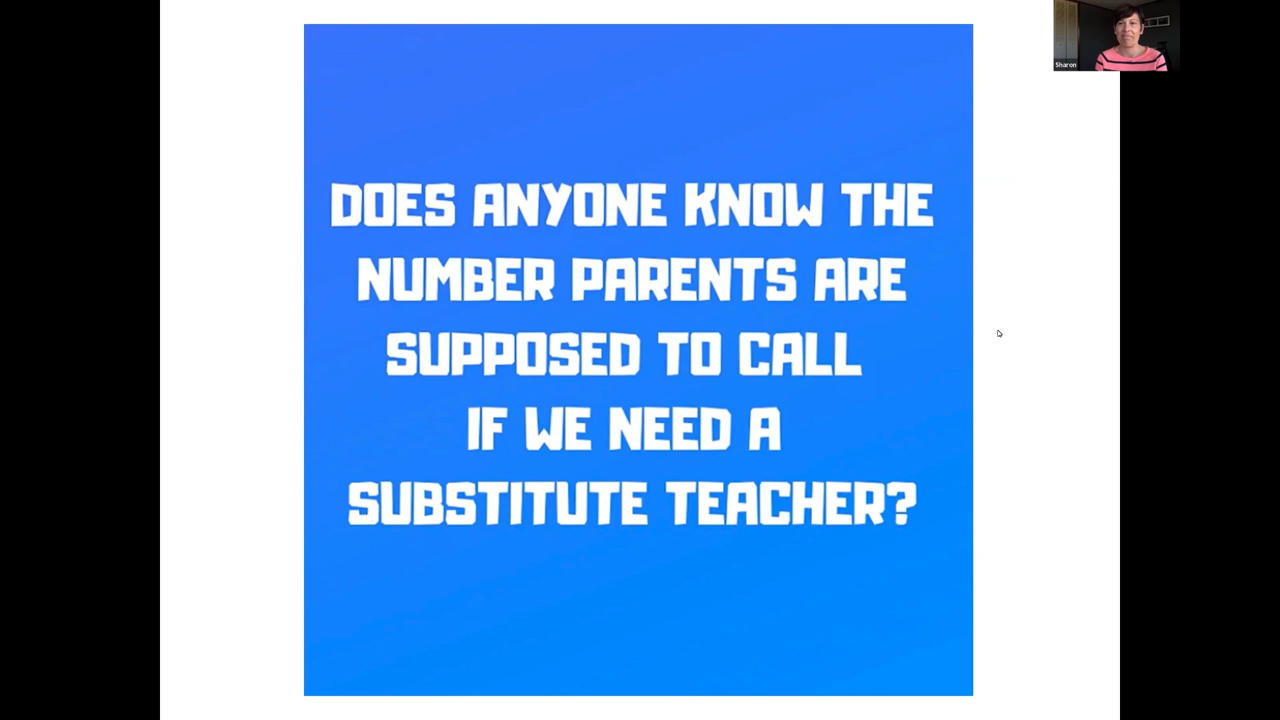 Sharon
DOES ANYONE KNOW THE
NUMBER PARENTS ARE
SUPPOSED TO CALL
IF WE NEED A
SUBSTITUTE TEACHER?